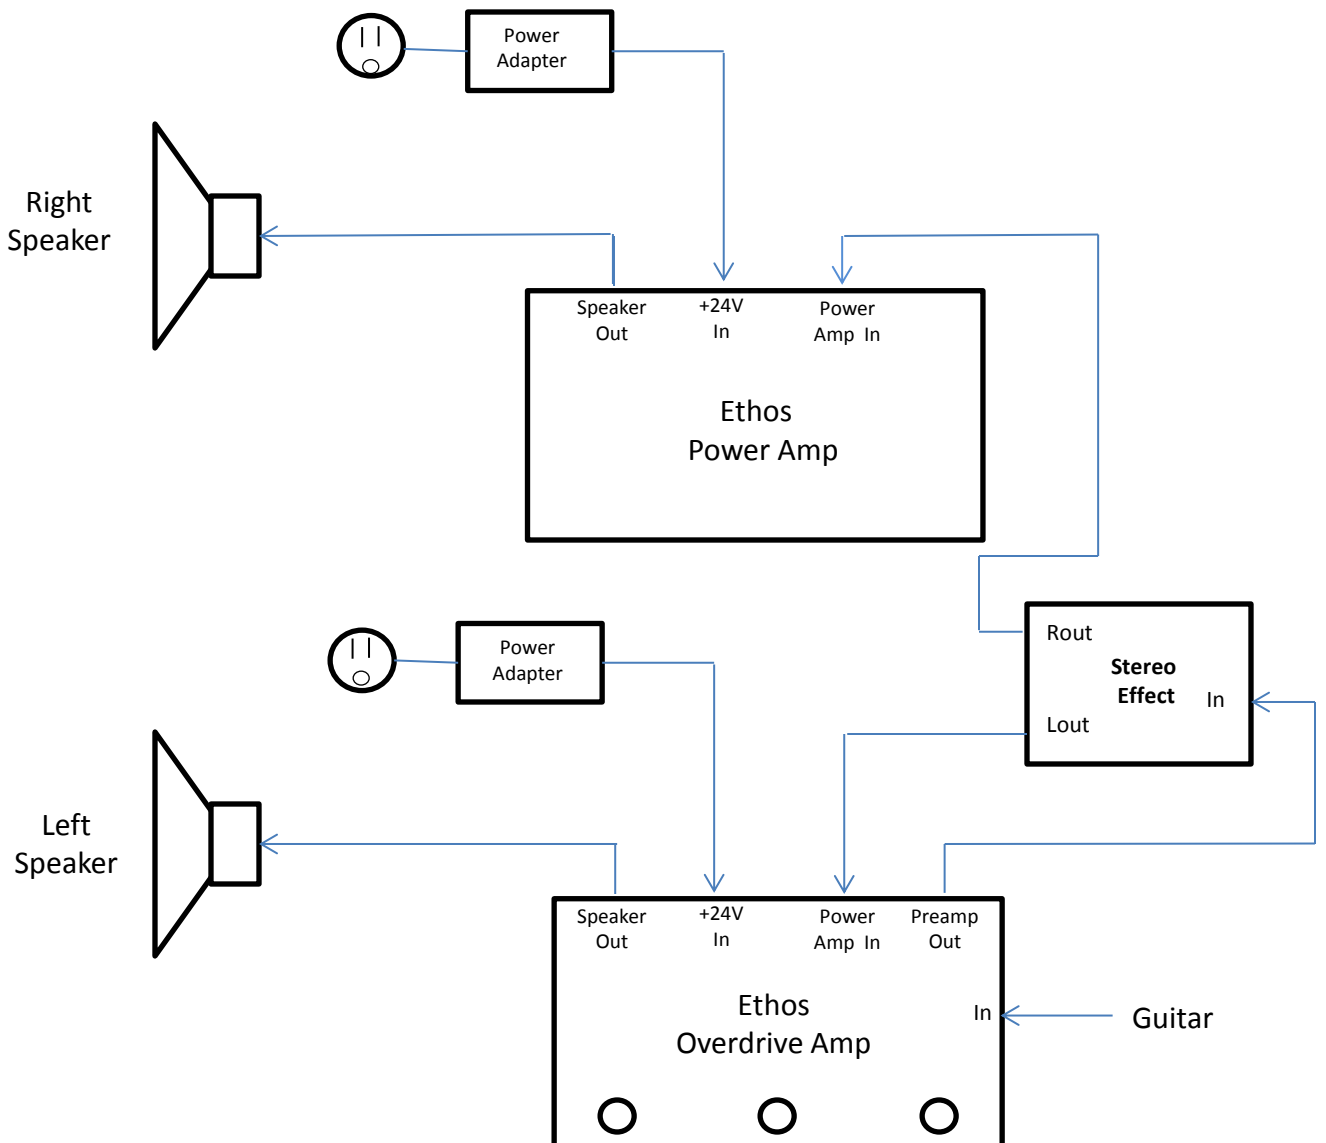 Power
Adapter
Right
Speaker
Speaker
Out
+24V
In
Power
Amp In
Ethos
Power Amp
Rout
Stereo
Effect
In
Lout
Power
Adapter
Left
Speaker
Speaker
Out
+24V
In
Power
Amp In
Preamp
Out
Ethos
Overdrive Amp
In
Guitar